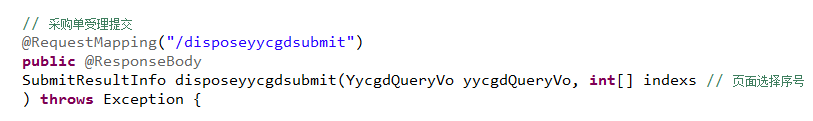 // 采购单受理提交
@RequestMapping("/disposeyycgdsubmit")
public @ResponseBody
SubmitResultInfo disposeyycgdsubmit(YycgdQueryVo yycgdQueryVo, int[] indexs // 页面选择序号
) throws Exception {